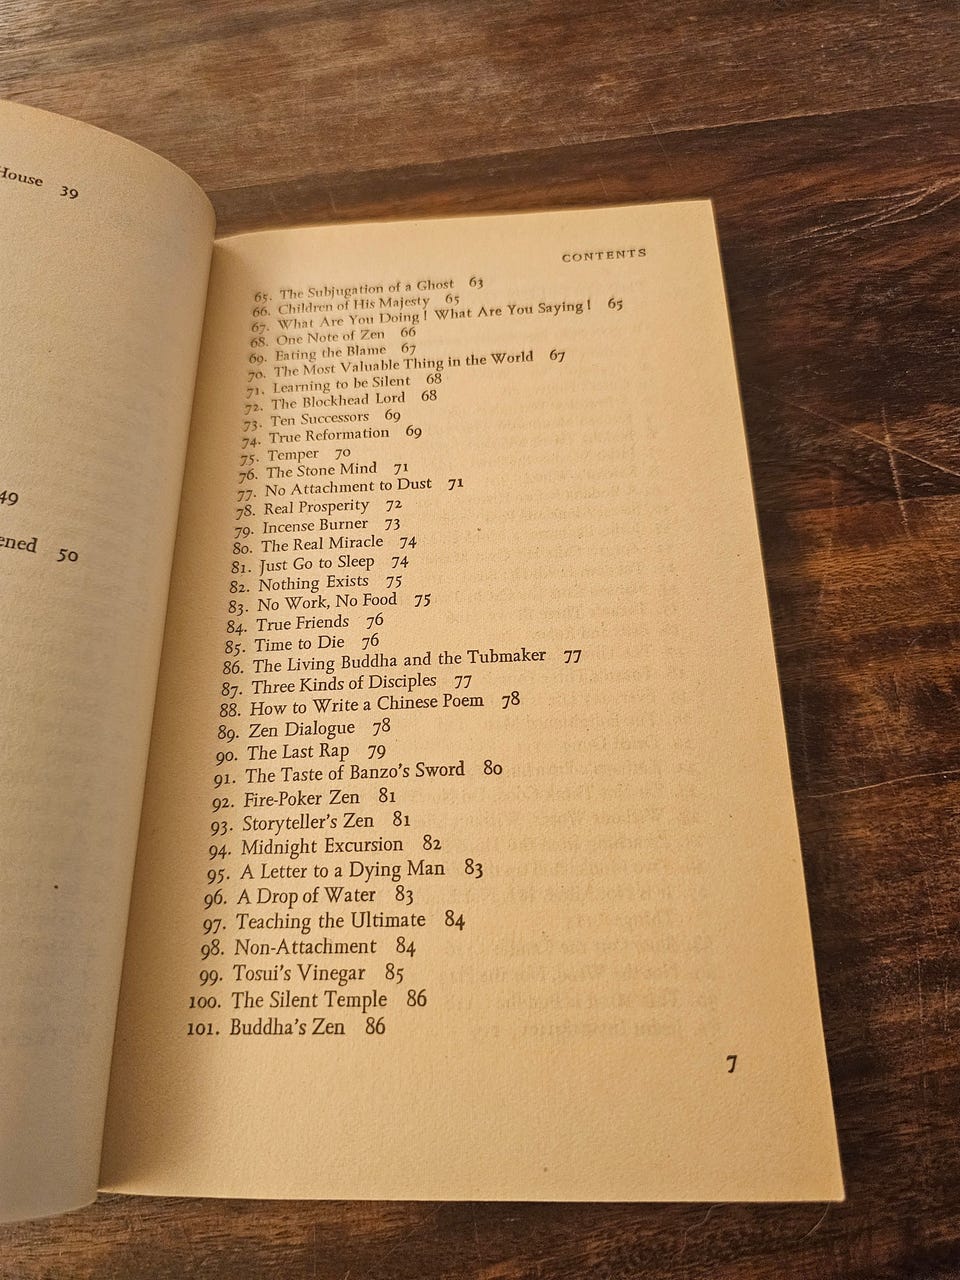 House 39
49
ened 50
CONTENTS
65. The Subjugation of a Ghost 63
66. Children of His Majesty 65
67. What Are You Doing! What Are You Saying! 65
68. One Note of Zen 66
69. Eating the Blame 67
70. The Most Valuable Thing in the World 67
71. Learning to be Silent 68
72. The Blockhead Lord 68
73. Ten Successors 69
74. True Reformation 69
75. Temper 70
76. The Stone Mind 71
77. No Attachment to Dust 71
78. Real Prosperity 72
79. Incense Burner 73
80. The Real Miracle 74
81. Just Go to Sleep 74
82. Nothing Exists 75
83. No Work, No Food 75
84. True Friends 76
85. Time to Die 76
86. The Living Buddha and the Tubmaker 77
87. Three Kinds of Disciples 77
88. How to Write a Chinese Poem 78
89. Zen Dialogue 78
90. The Last Rap 79
91. The Taste of Banzo's Sword 80
92. Fire-Poker Zen 81
93. Storyteller's Zen 81
94. Midnight Excursion 82
95. A Letter to a Dying Man 83
96. A Drop of Water 83
97. Teaching the Ultimate 84
98. Non-Attachment 84
99. Tosui's Vinegar 85
100. The Silent Temple 86
101. Buddha's Zen 86
7